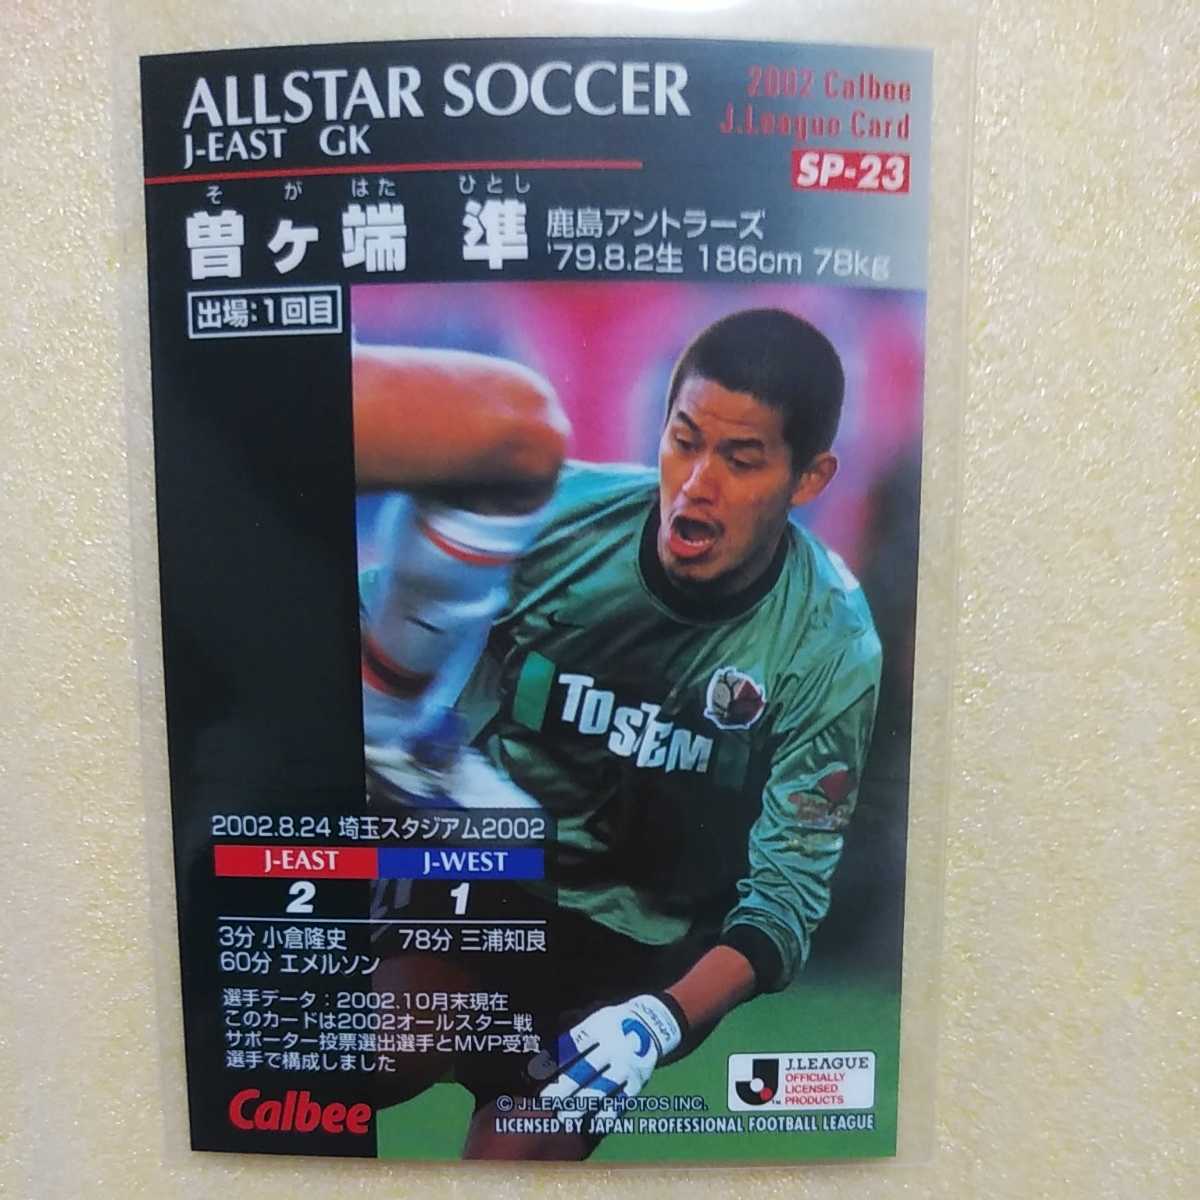 ALLSTAR SOCCER
J-EAST GK
2002 Calbee
J.League Card
SP-23
そ が はた ひとし
曽ヶ端 準
鹿島アントラーズ
'79.8.2生 186cm 78kg
出場:1回目
TOSTEM
2002.8.24 埼玉スタジアム2002
J-EAST J-WEST
2 1
3分 小倉隆史 78分 三浦知良
60分 エメルソン
選手データ:2002.10月末現在
このカードは2002オールスター戦
サポーター投票選出選手とMVP受賞
選手で構成しました
Calbee
J.LEAGUE
OFFICIALLY
LICENSED
PRODUCTS
TM
© J.LEAGUE PHOTOS INC.
LICENSED BY JAPAN PROFESSIONAL FOOTBALL LEAGUE